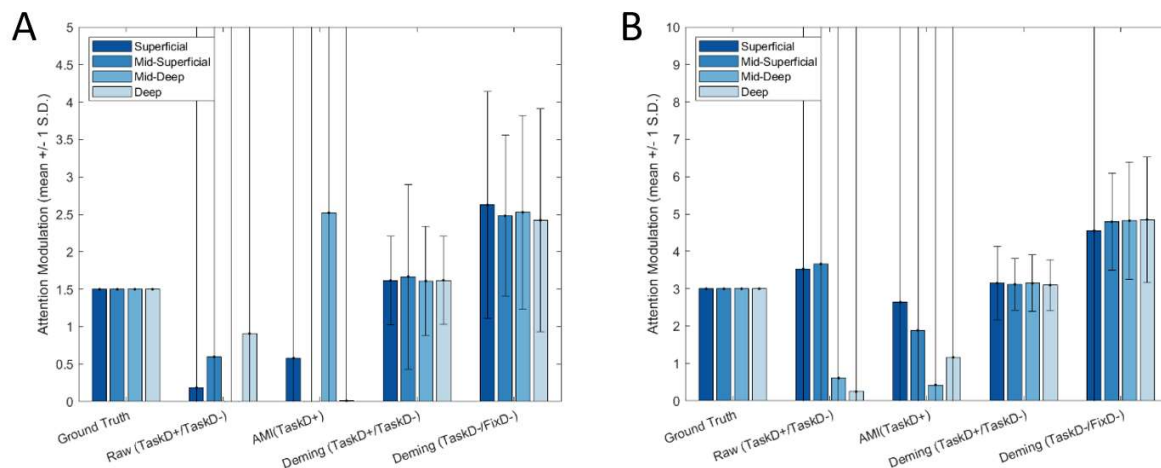 A
Attention Modulation (mean +/- 1 S.D.)
5
4.5
4
3.5
3
2.5
2
1.5
1
0.5
0
Superficial
Mid-Superficial
Mid-Deep
Deep
Ground Truth
Raw (TaskD+/TaskD-)
AMI(TaskD+)
Deming (TaskD+/TaskD-)
Deming (TaskD-/FixD-)
B
Attention Modulation (mean +/- 1 S.D.)
10
9
8
7
6
5
4
3
2
1
0
Superficial
Mid-Superficial
Mid-Deep
Deep
Ground Truth
Raw (TaskD+/TaskD-)
AMI(TaskD+)
Deming (TaskD+/TaskD-)
Deming (TaskD-/FixD-)